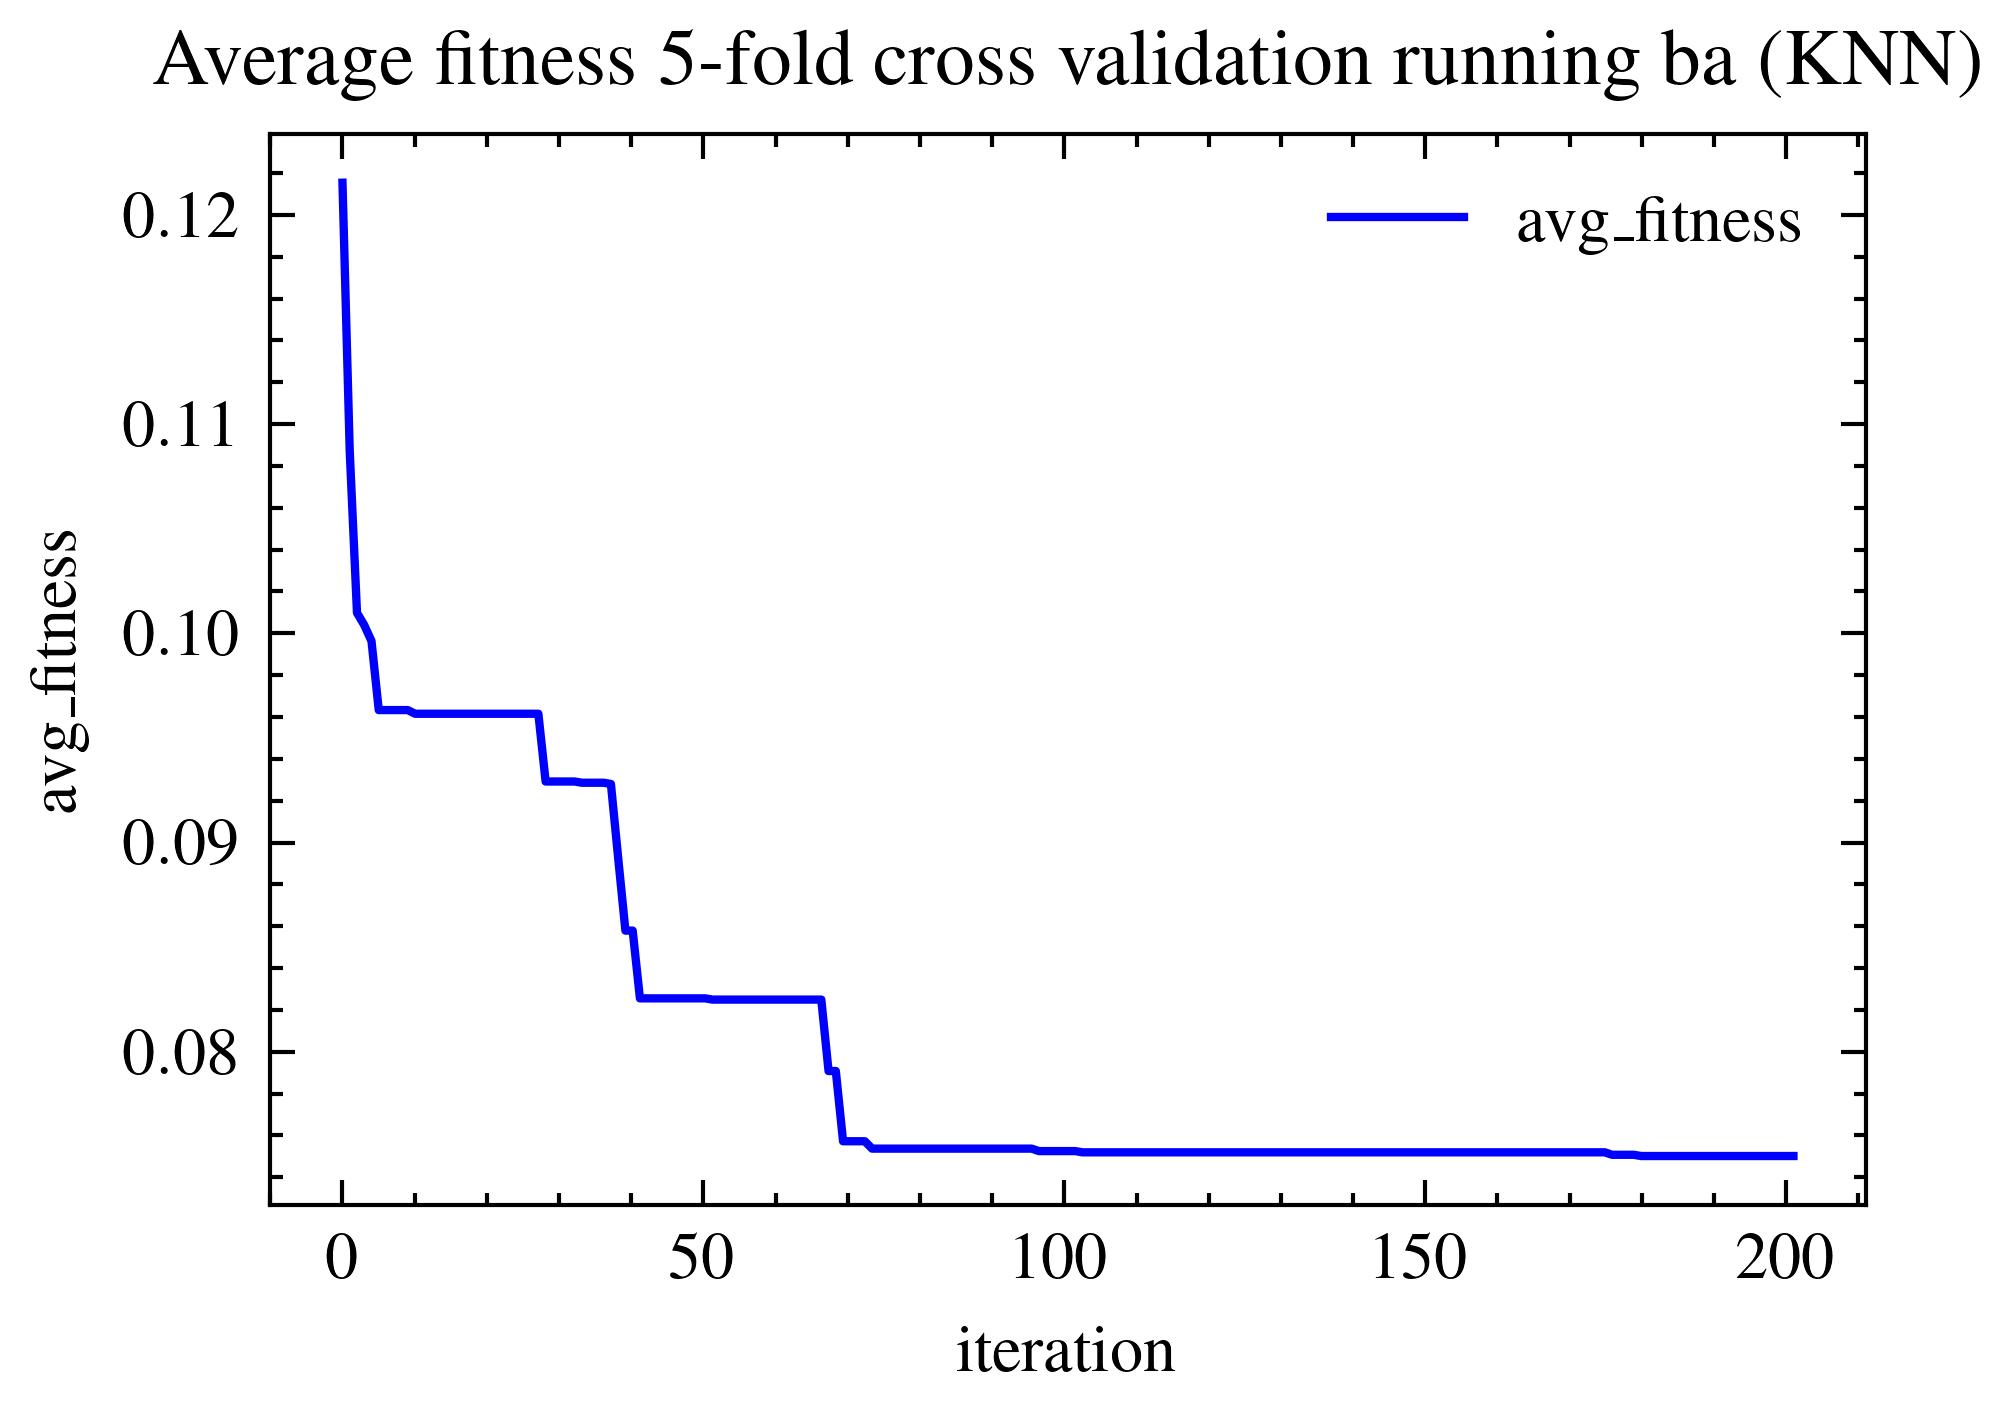 Average fitness 5-fold cross validation running ba (KNN)
avg_fitness
0.12
0.11
0.10
0.09
0.08
avg_fitness
0 50 100 150 200
iteration